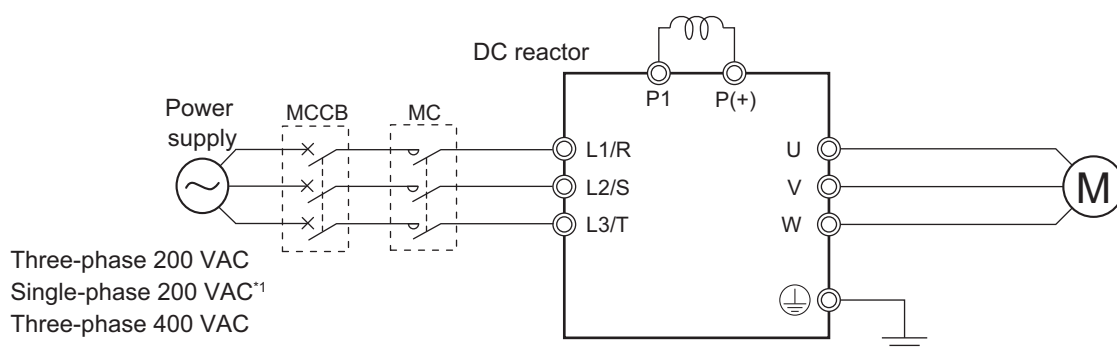 DC reactor
P1 P(+)
Power
supply
MCCB
MC
L1/R
L2/S
L3/T
U
V
W
M
Three-phase 200 VAC
Single-phase 200 VAC*1
Three-phase 400 VAC